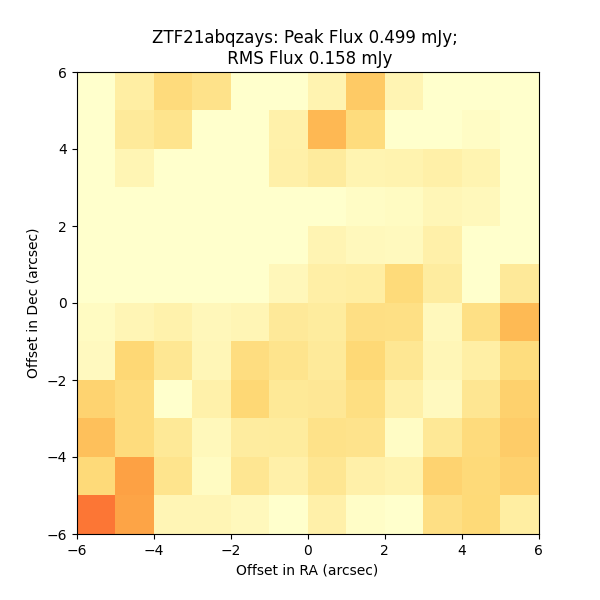 ZTF21abqzays: Peak Flux 0.499 mJy;
RMS Flux 0.158 mJy
6
4
2
0
−2
−4
−6
Offset in Dec (arcsec)
−6 −4 −2 0 2 4 6
Offset in RA (arcsec)